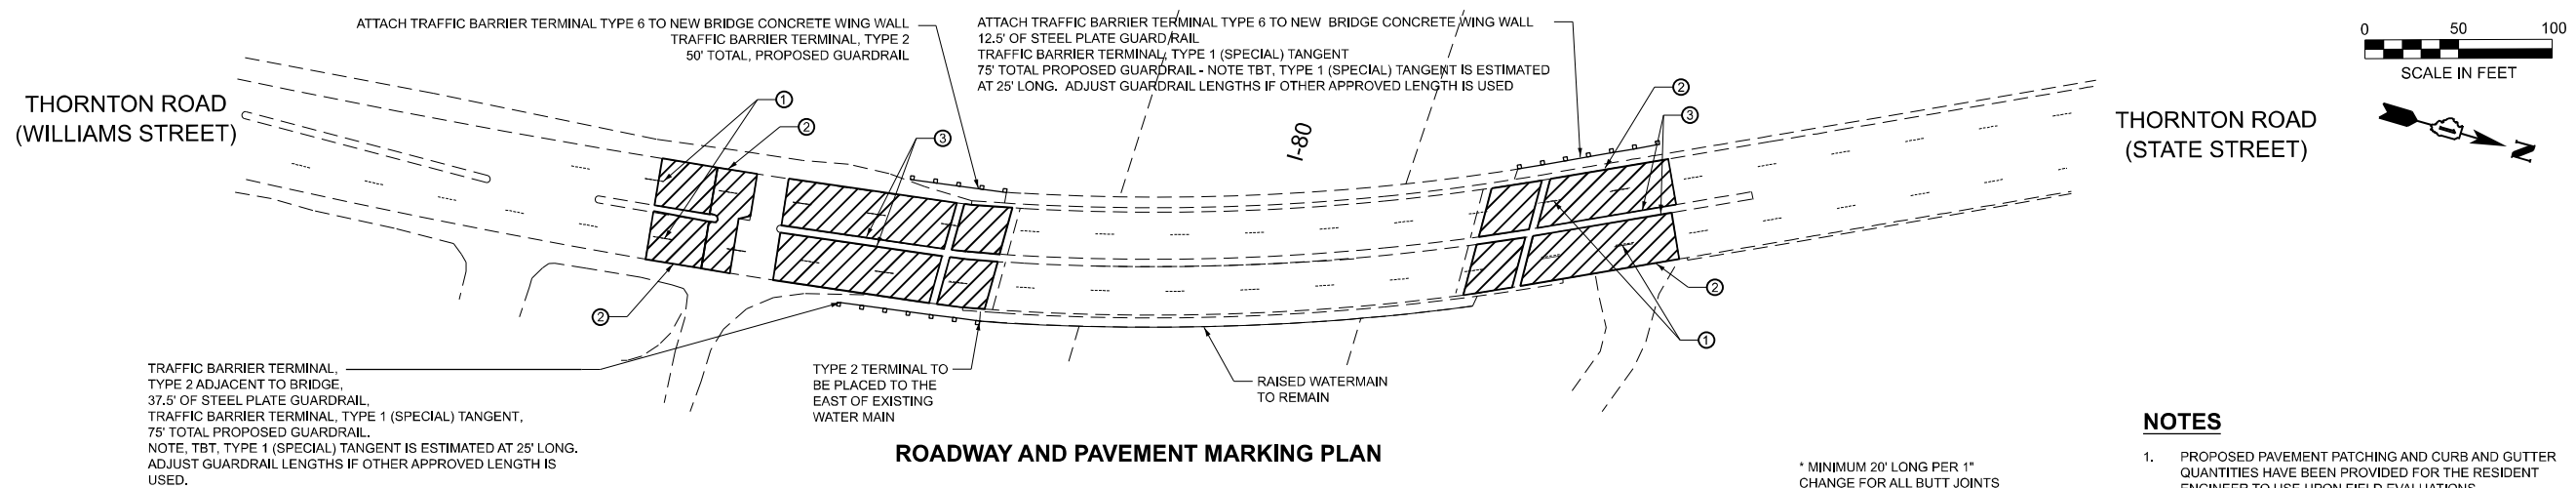 ATTACH TRAFFIC BARRIER TERMINAL TYPE 6 TO NEW BRIDGE CONCRETE WING WALL
TRAFFIC BARRIER TERMINAL, TYPE 2
50' TOTAL, PROPOSED GUARDRAIL
ATTACH TRAFFIC BARRIER TERMINAL TYPE 6 TO NEW BRIDGE CONCRETE WING WALL
12.5' OF STEEL PLATE GUARD RAIL
TRAFFIC BARRIER TERMINAL, TYPE 1 (SPECIAL) TANGENT
75' TOTAL PROPOSED GUARDRAIL - NOTE TBT, TYPE 1 (SPECIAL) TANGENT IS ESTIMATED
AT 25' LONG. ADJUST GUARDRAIL LENGTHS IF OTHER APPROVED LENGTH IS USED
0 50 100
SCALE IN FEET
N
THORNTON ROAD
(WILLIAMS STREET)
1
2
3
I-80
2
3
THORNTON ROAD
(STATE STREET)
2
2
1
TRAFFIC BARRIER TERMINAL,
TYPE 2 ADJACENT TO BRIDGE,
37.5' OF STEEL PLATE GUARDRAIL,
TRAFFIC BARRIER TERMINAL, TYPE 1 (SPECIAL) TANGENT,
75' TOTAL PROPOSED GUARDRAIL.
NOTE, TBT, TYPE 1 (SPECIAL) TANGENT IS ESTIMATED AT 25' LONG.
ADJUST GUARDRAIL LENGTHS IF OTHER APPROVED LENGTH IS
USED.
TYPE 2 TERMINAL TO
BE PLACED TO THE
EAST OF EXISTING
WATER MAIN
RAISED WATERMAIN
TO REMAIN
ROADWAY AND PAVEMENT MARKING PLAN
* MINIMUM 20' LONG PER 1"
CHANGE FOR ALL BUTT JOINTS
NOTES
1. PROPOSED PAVEMENT PATCHING AND CURB AND GUTTER
QUANTITIES HAVE BEEN PROVIDED FOR THE RESIDENT
ENGINEER TO USE UPON FIELD EVALUATIONS